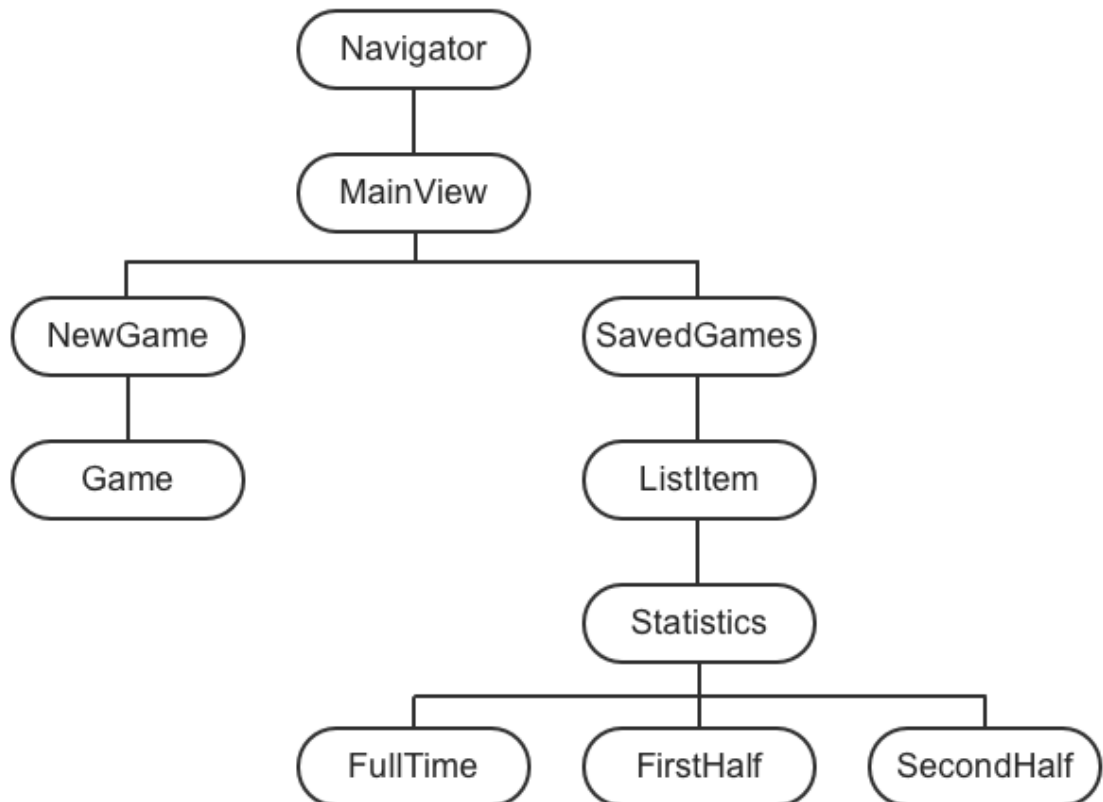 Navigator
MainView
NewGame
SavedGames
Game
ListItem
Statistics
FullTime
FirstHalf
SecondHalf